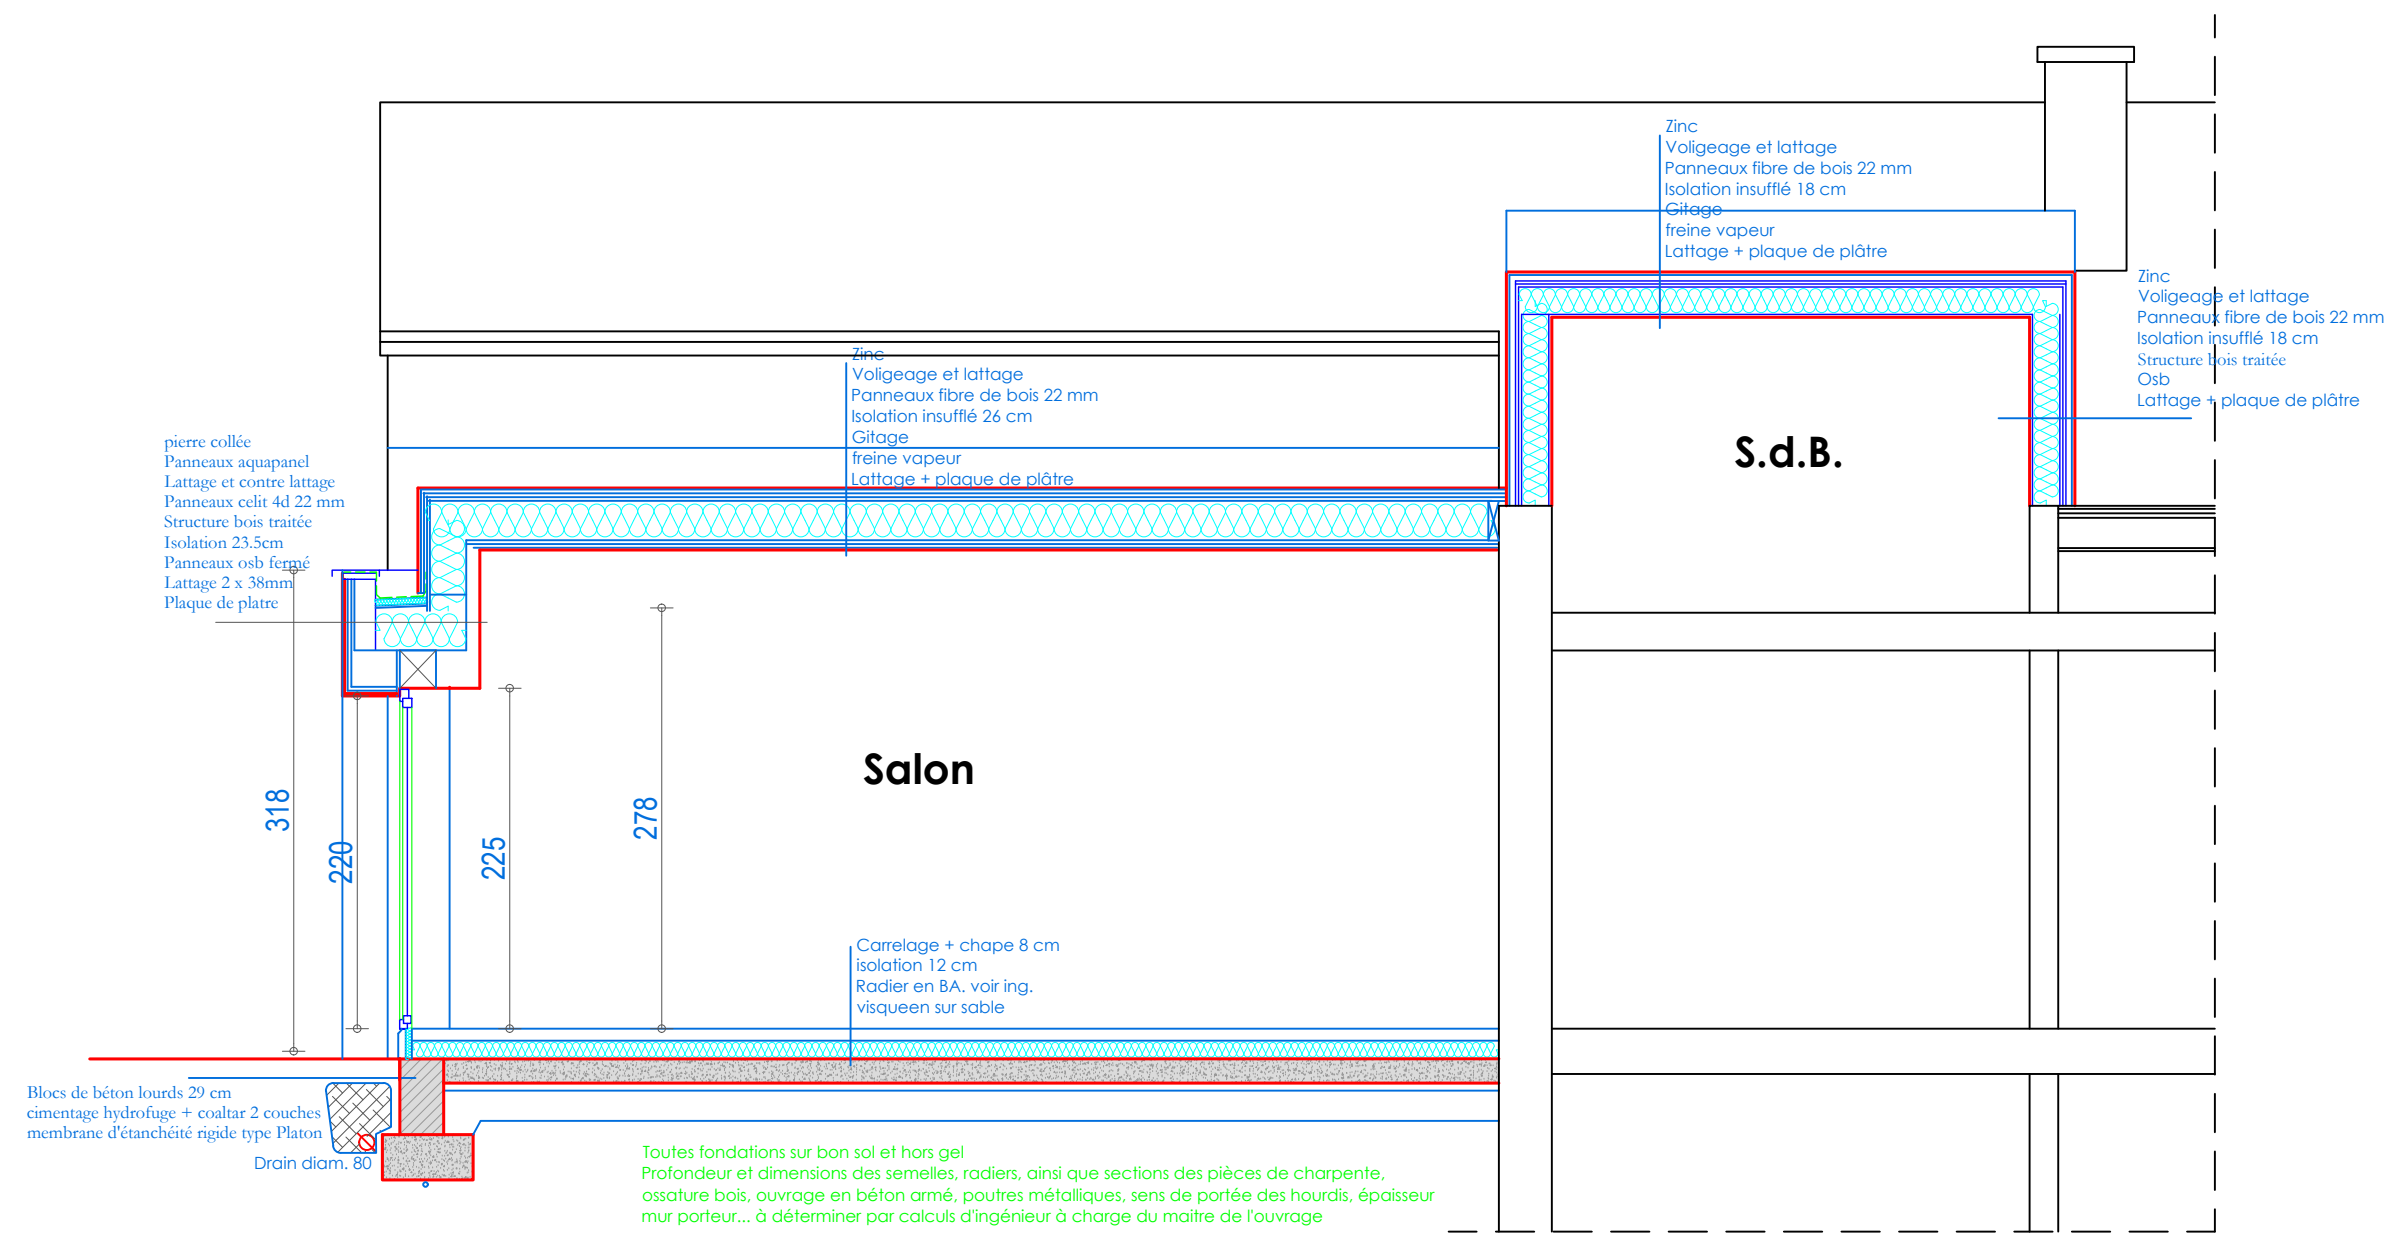 Zinc
Voligeage et lattage
Panneaux fibre de bois 22 mm
Isolation insufflé 18 cm
Gitage
freine vapeur
Lattage + plaque de plâtre
Zinc
Voligeage et lattage
Panneaux fibre de bois 22 mm
Isolation insufflé 18 cm
Structure bois traitée
Osb
Lattage + plaque de plâtre
Zinc
Voligeage et lattage
Panneaux fibre de bois 22 mm
Isolation insufflé 26 cm
Gitage
freine vapeur
Lattage + plaque de plâtre
pierre collée
Panneaux aquapanel
Lattage et contre lattage
Panneaux celit 4d 22 mm
Structure bois traitée
Isolation 23.5cm
Panneaux osb fermé
Lattage 2 x 38mm
Plaque de platre
S.d.B.
Salon
318
220
225
278
Carrelage + chape 8 cm
isolation 12 cm
Radier en BA. voir ing.
visqueen sur sable
Blocs de béton lourds 29 cm
cimentage hydrofuge + coaltar 2 couches
membrane d'étanchéité rigide type Platon
Drain diam. 80
Toutes fondations sur bon sol et hors gel
Profondeur et dimensions des semelles, radiers, ainsi que sections des pièces de charpente,
ossature bois, ouvrage en béton armé, poutres métalliques, sens de portée des hourdis, épaisseur
mur porteur... à déterminer par calculs d'ingénieur à charge du maitre de l'ouvrage